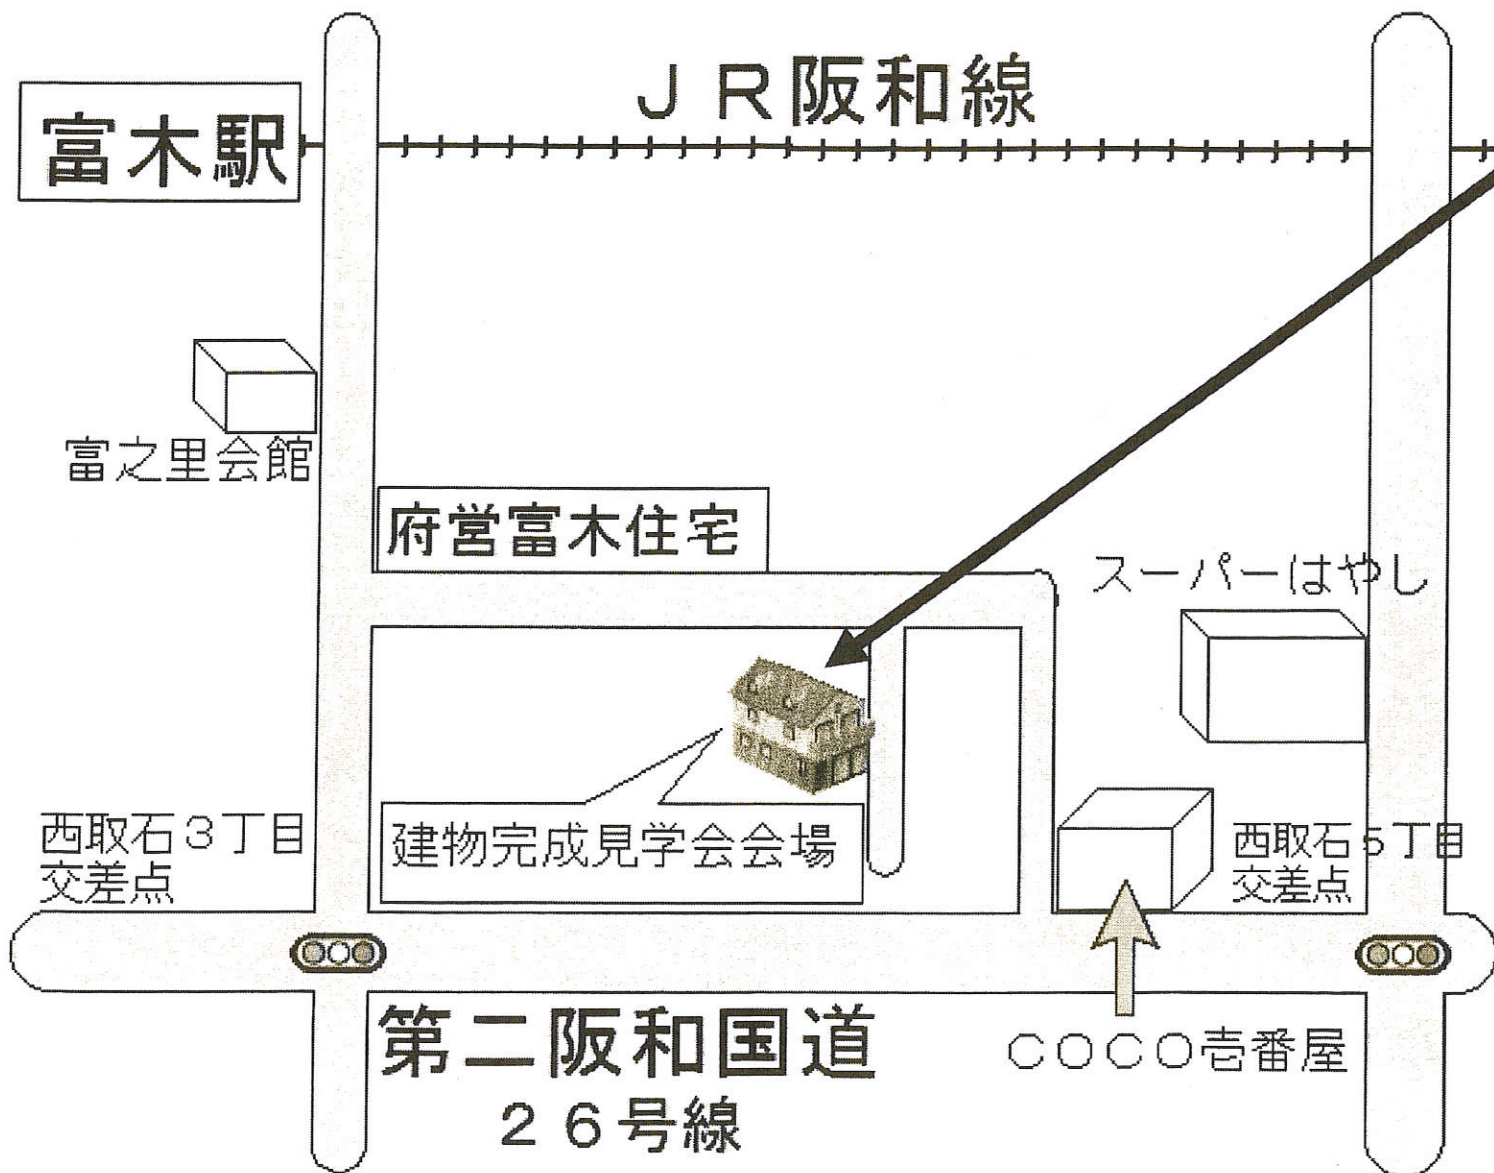 JR阪和線
富木駅
富之里会館
府営富木住宅
スーパーはやし
建物完成見学会会場
西取石3丁目
交差点
西取石5丁目
交差点
第二阪和国道
26号線
COCO壱番屋